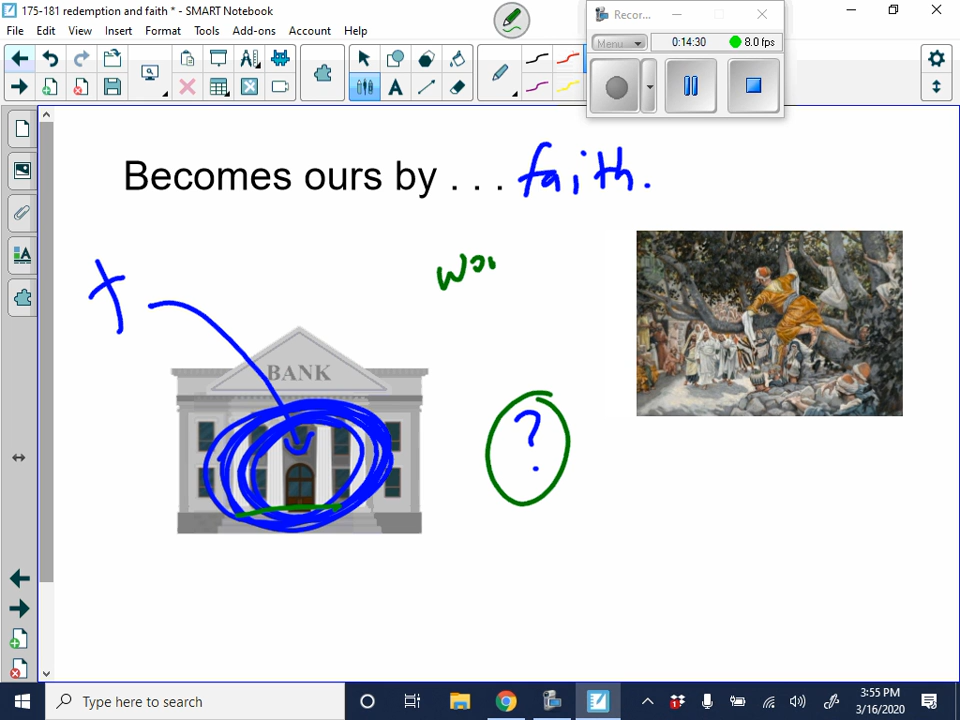 175-181 redemption and faith * - SMART Notebook
File Edit View Insert Format Tools Add-ons Account Help
Recor...
Menu
0:14:30
8.0 fps
Becomes ours by . . . faith.
wor
BANK
?
Type here to search
3:55 PM
3/16/2020